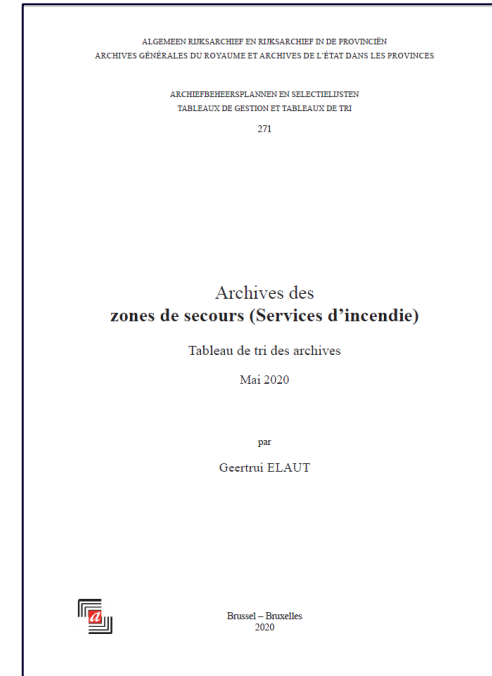 ALGEMEEN RIJKSARCHIEF EN RIJKSARCHIEF IN DE PROVINCIËN
ARCHIVES GÉNÉRALES DU ROYAUME ET ARCHIVES DE L'ÉTAT DANS LES PROVINCES
ARCHIEFBEHEERSPLANNEN EN SELECTIELIJSTEN
TABLEAUX DE GESTION ET TABLEAUX DE TRI
271
Archives des
zones de secours (Services d'incendie)
Tableau de tri des archives
Mai 2020
par
Geertrui ELAUT
a
Brussel – Bruxelles
2020